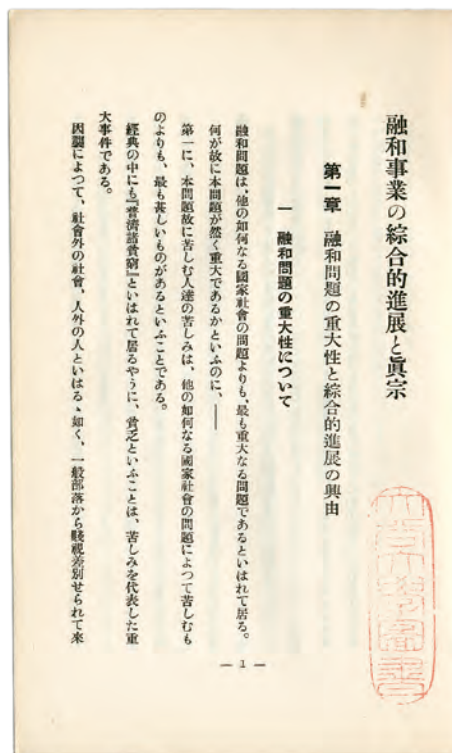 融和事業の綜合的進展と眞宗
第一章　融和問題の重大性と綜合的進展の興由
一　融和問題の重大性について
融和問題は、他の如何なる國家社會の問題よりも、最も重大なる問題であるといはれて居る。
何が故に本問題が然く重大であるかといふのに、――
第一に、本問題故に苦しむ人達の苦しみは、他の如何なる國家社會の問題によつて苦しむも
のよりも、最も甚しいものがあるといふことである。
經典の中にも『普濟諸貧窮』といはれて居るやうに、貧乏といふことは、苦しみを代表した重
大事件である。
因襲によつて、社會外の社會、人外の人といはるゝ如く、一般部落から賤視差別せられて來
— 1 —